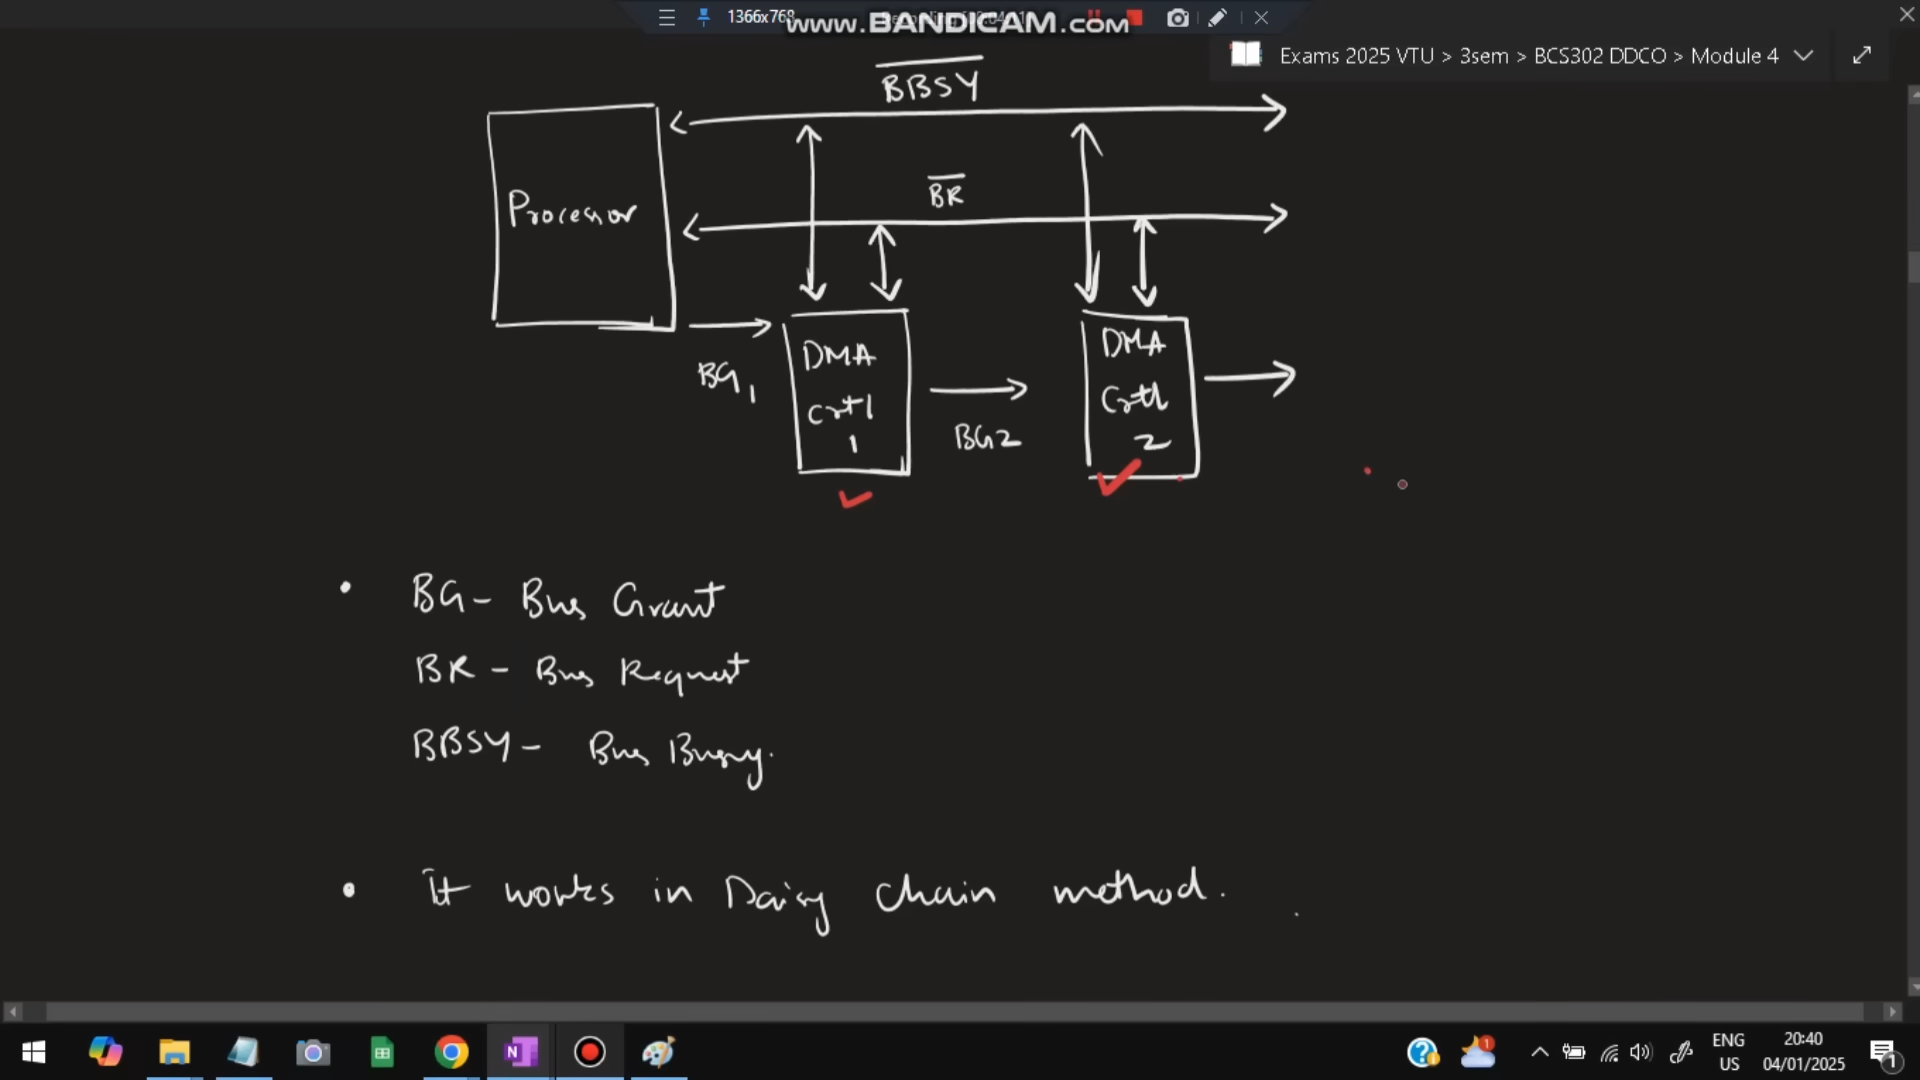 1366x768
www.BANDICAM.com
Exams 2025 VTU > 3sem > BCS302 DDCO > Module 4
BBSY
BR
Processor
BG1
DMA
Crtl
1
BG2
DMA
Crtl
2
BG - Bus Grant
BR - Bus Request
BBSY - Bus Busy.
It works in Daisy chain method.
ENG
US
20:40
04/01/2025